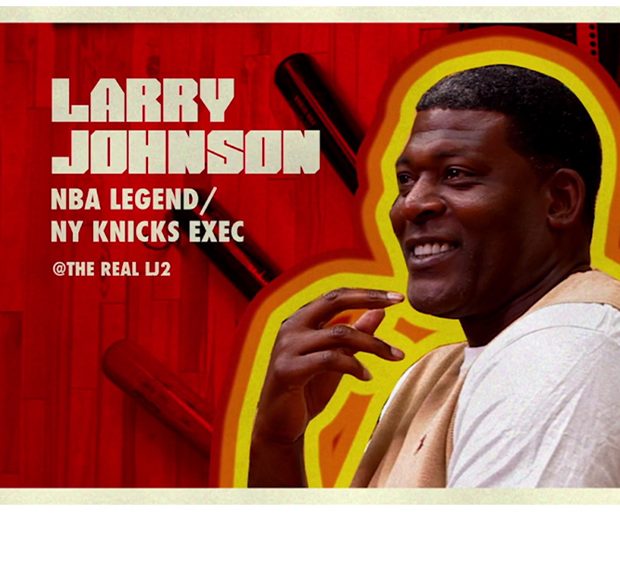 LARRY
JOHNSON
NBA LEGEND/
NY KNICKS EXEC
@THE REAL LJ2